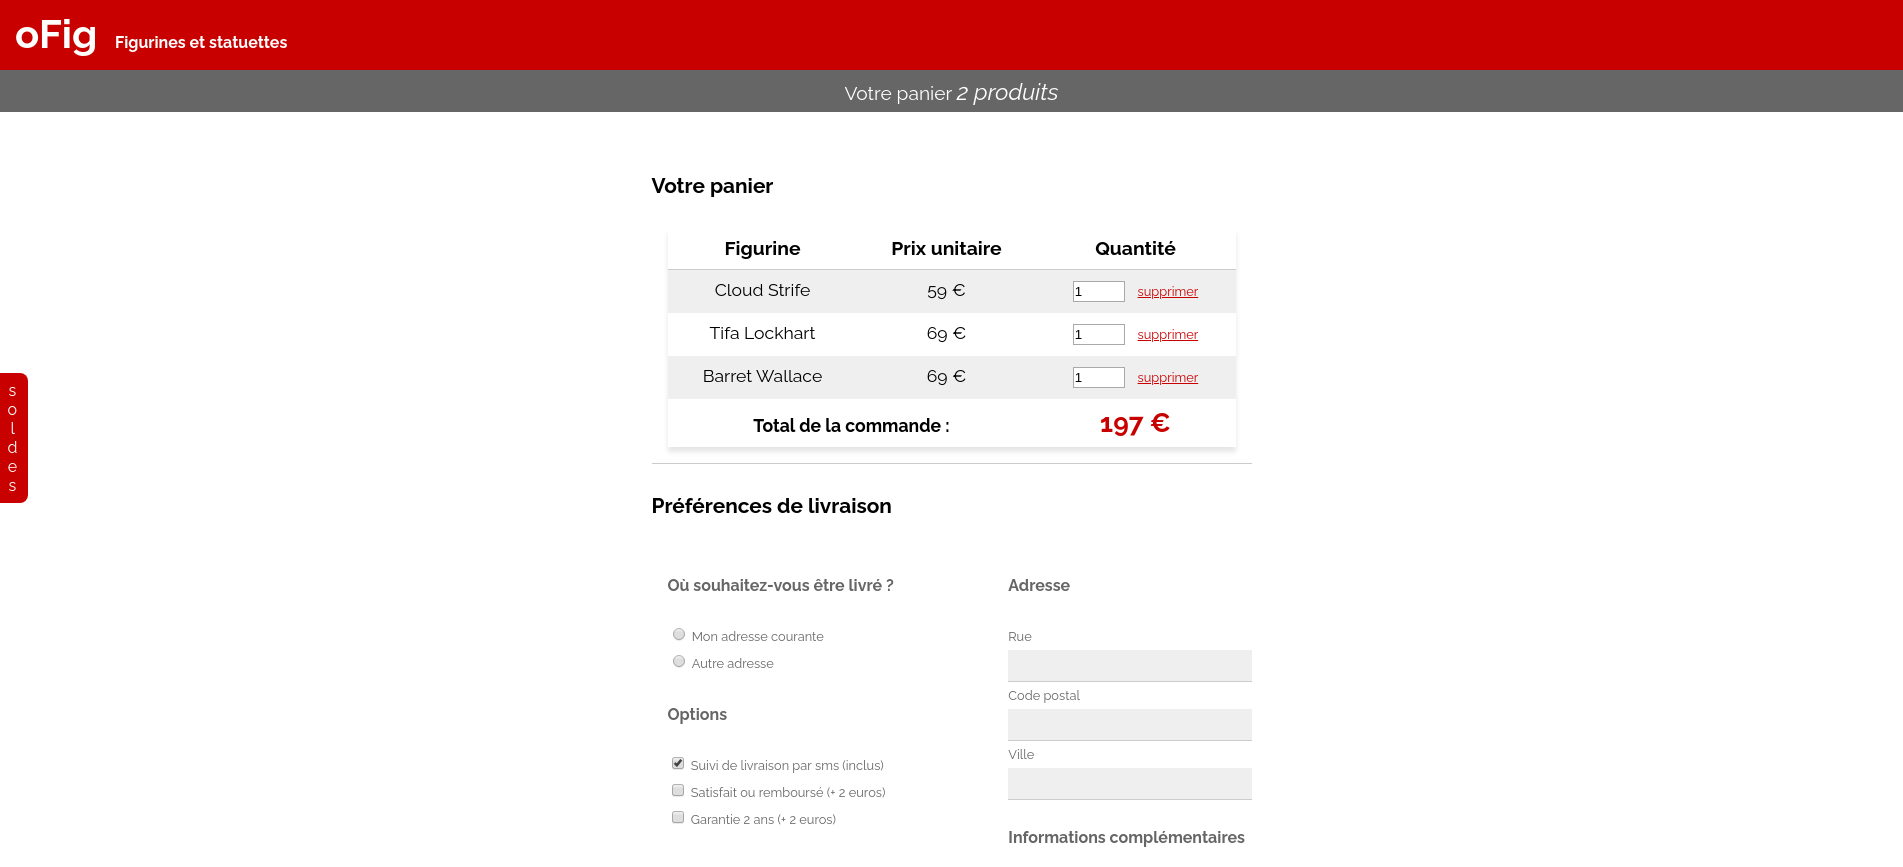 oFig Figurines et statuettes
Votre panier 2 produits
Votre panier
Figurine Prix unitaire Quantité
Cloud Strife 59 € 1 supprimer
Tifa Lockhart 69 € 1 supprimer
Barret Wallace 69 € 1 supprimer
Total de la commande : 197 €
s
o
l
d
e
s
Préférences de livraison
Où souhaitez-vous être livré ?
Mon adresse courante
Autre adresse
Options
Suivi de livraison par sms (inclus)
Satisfait ou remboursé (+ 2 euros)
Garantie 2 ans (+ 2 euros)
Adresse
Rue
Code postal
Ville
Informations complémentaires